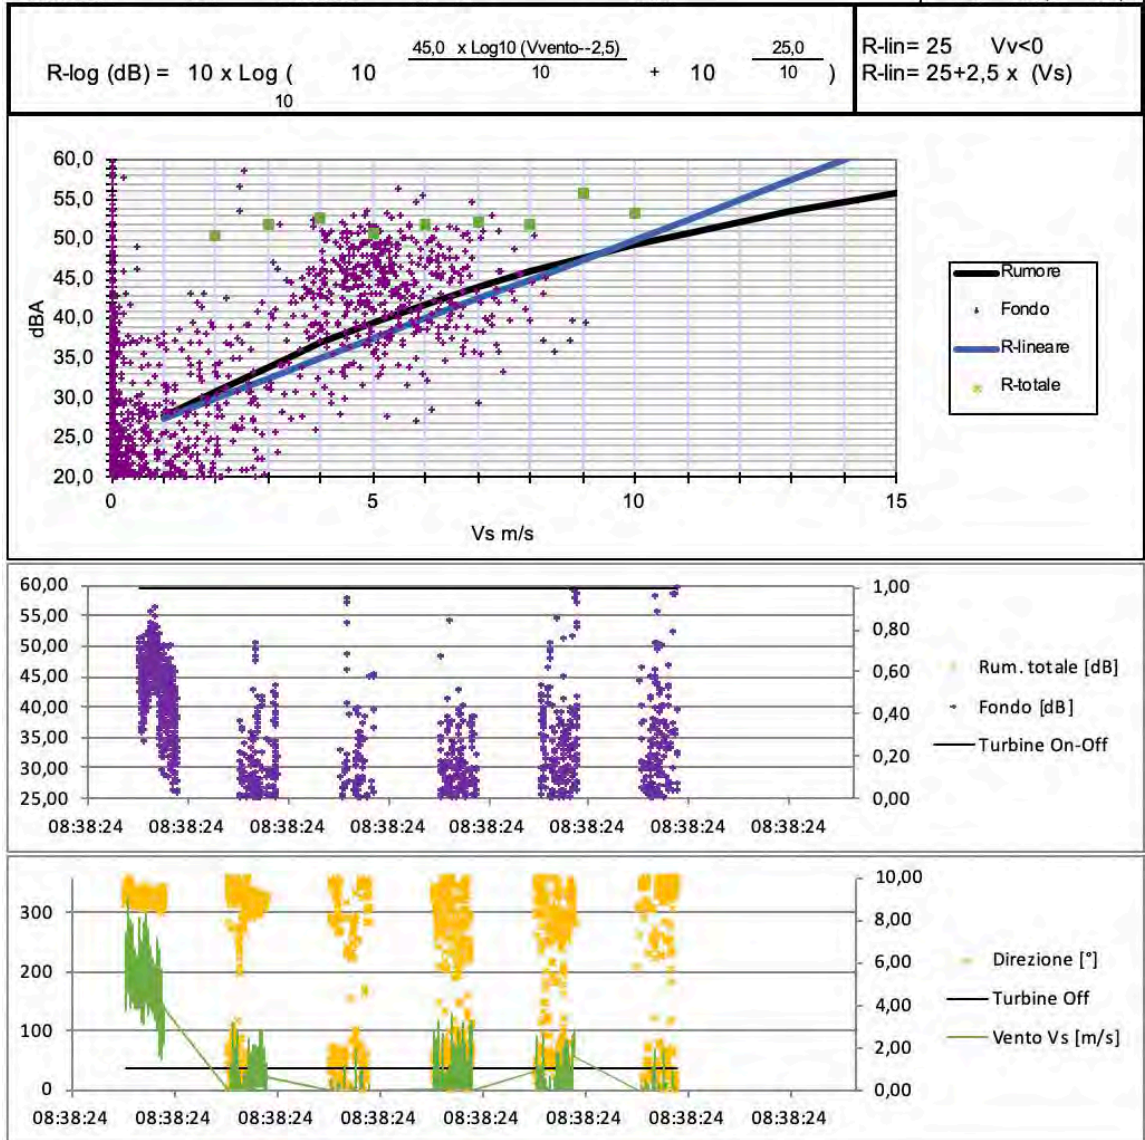 45,0 x Log10 (Vvento--2,5) 25,0
R-log (dB) = 10 x Log ( 10 10 + 10 10 )
10
R-lin= 25 Vv<0
R-lin= 25+2,5 x (Vs)
60,0
55,0
50,0
45,0
40,0
35,0
30,0
25,0
20,0
dBA
0 5 10 15
Vs m/s
Rumore
Fondo
R-lineare
R-totale
60,00
55,00
50,00
45,00
40,00
35,00
30,00
25,00
1,00
0,80
0,60
0,40
0,20
0,00
08:38:24 08:38:24 08:38:24 08:38:24 08:38:24 08:38:24 08:38:24 08:38:24
Rum. totale [dB]
Fondo [dB]
Turbine On-Off
300
200
100
0
10,00
8,00
6,00
4,00
2,00
0,00
08:38:24 08:38:24 08:38:24 08:38:24 08:38:24 08:38:24 08:38:24 08:38:24
Direzione [°]
Turbine Off
Vento Vs [m/s]